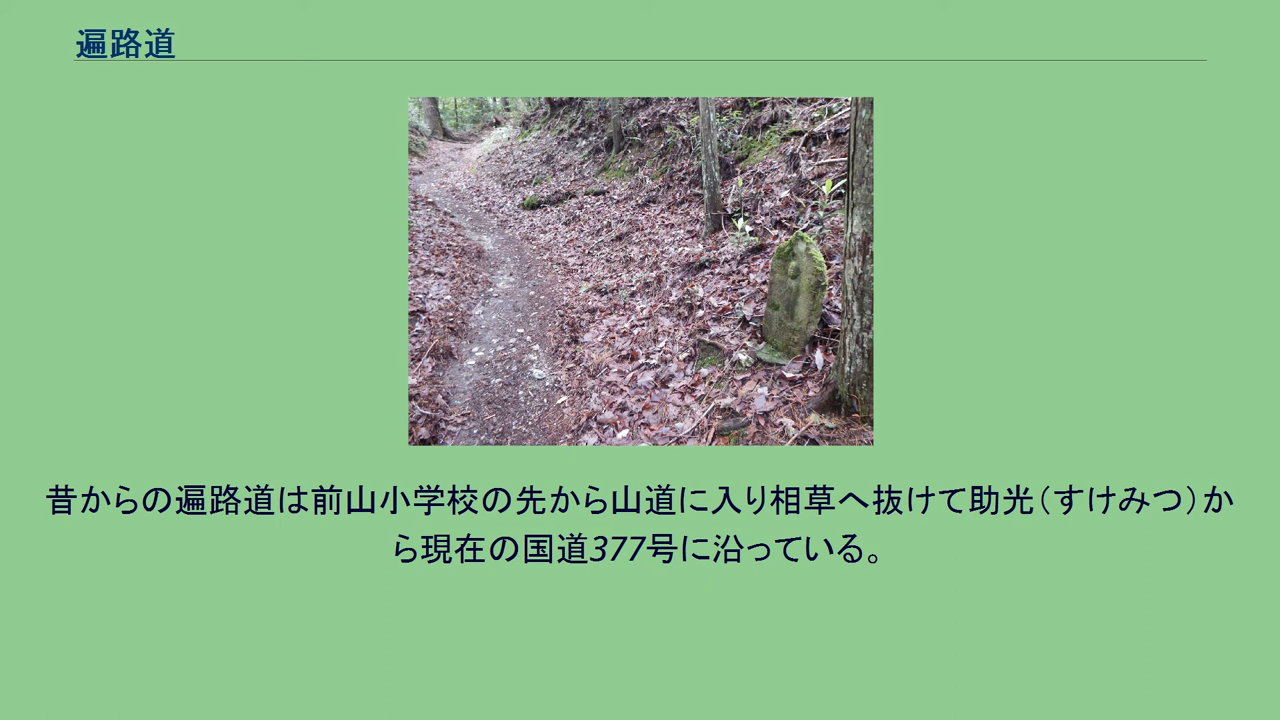 遍路道
昔からの遍路道は前山小学校の先から山道に入り相草へ抜けて助光（すけみつ）か
ら現在の国道377号に沿っている。